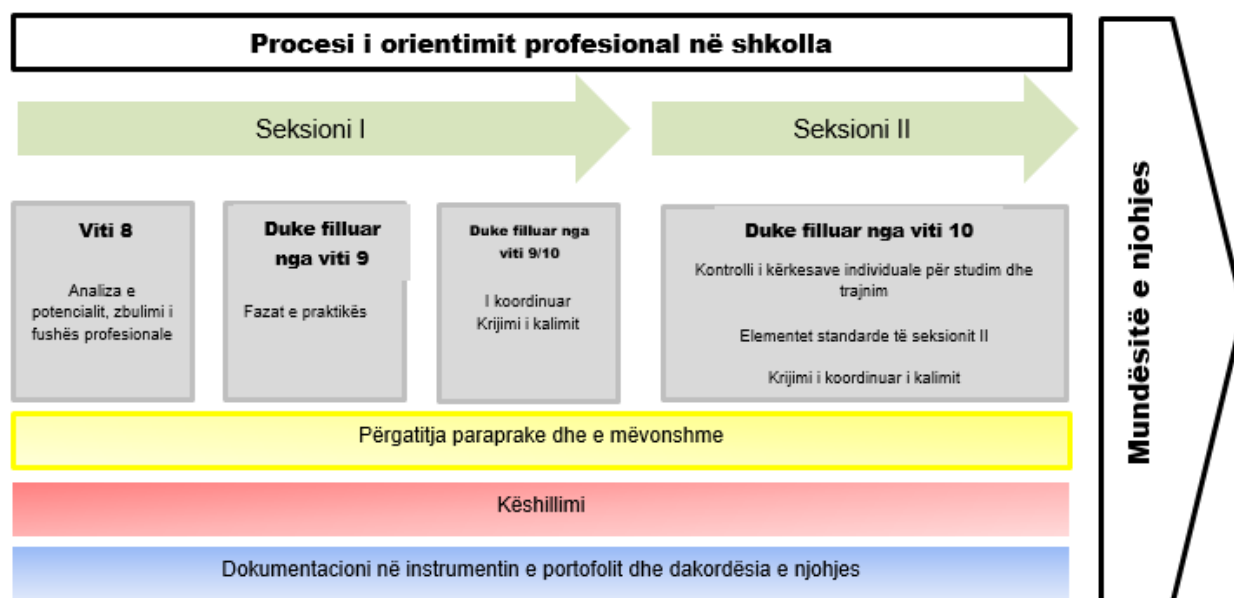 Procesi i orientimit profesional në shkolla
Seksioni I
Seksioni II
Viti 8
Analiza e
potencialit, zbulimi i
fushës profesionale
Duke filluar
nga viti 9
Fazat e praktikës
Duke filluar nga
viti 9/10
I koordinuar
Krijimi i kalimit
Duke filluar nga viti 10
Kontrolli i kërkesave individuale për studim dhe
trajnim
Elementet standarde të seksionit II
Krijimi i koordinuar i kalimit
Përgatitja paraprake dhe e mëvonshme
Këshillimi
Dokumentacioni në instrumentin e portofolit dhe dakordësia e njohjes
Mundësitë e njohjes